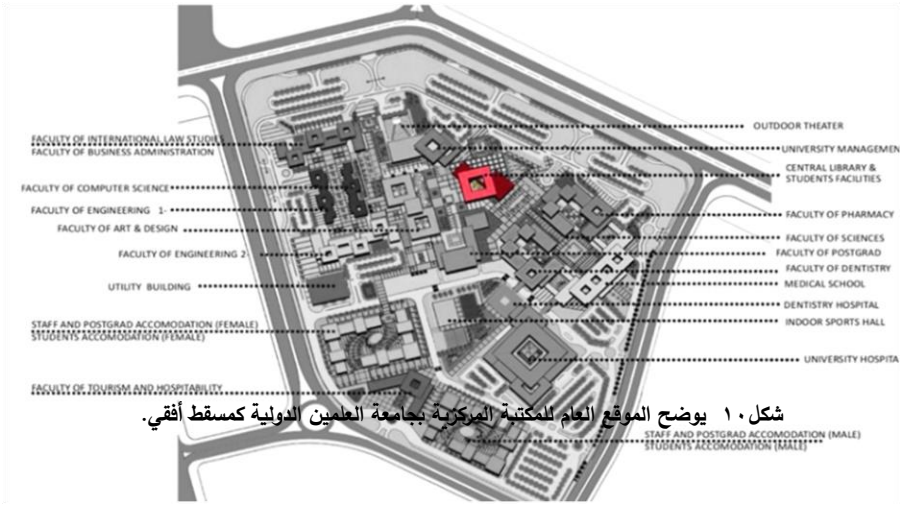 OUTDOOR THEATER
FACULTY OF INTERNATIONAL LAW STUDIES
UNIVERSITY MANAGEMEN
FACULTY OF BUSINESS ADMINISTRATION
CENTRAL LIBRARY &
STUDENTS FACILITIES
FACULTY OF COMPUTER SCIENCE
FACULTY OF ENGINEERING 1-
FACULTY OF PHARMACY
FACULTY OF ART & DESIGN
FACULTY OF SCIENCES
FACULTY OF ENGINEERING 2-
FACULTY OF POSTGRAD
FACULTY OF DENTISTRY
UTILITY BUILDING
MEDICAL SCHOOL
DENTISTRY HOSPITAL
STAFF AND POSTGRAD ACCOMODATION (FEMALE)
STUDENTS ACCOMODATION (FEMALE)
INDOOR SPORTS HALL
UNIVERSITY HOSPITA
FACULTY OF TOURISM AND HOSPITABILITY
شكل١٠ يوضح الموقع العام للمكتبة المركزية بجامعة العلمين الدولية كمسقط أفقي.
STAFF AND POSTGRAD ACCOMODATION (MALE)
STUDENTS ACCOMODATION (MALE)